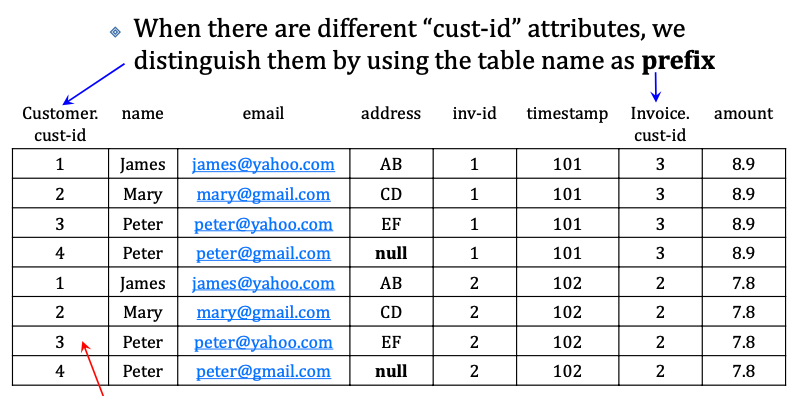 When there are different “cust-id” attributes, we
distinguish them by using the table name as prefix
Customer. cust-id name email address inv-id timestamp Invoice. cust-id amount
1 James james@yahoo.com AB 1 101 3 8.9
2 Mary mary@gmail.com CD 1 101 3 8.9
3 Peter peter@yahoo.com EF 1 101 3 8.9
4 Peter peter@gmail.com null 1 101 3 8.9
1 James james@yahoo.com AB 2 102 2 7.8
2 Mary mary@gmail.com CD 2 102 2 7.8
3 Peter peter@yahoo.com EF 2 102 2 7.8
4 Peter peter@gmail.com null 2 102 2 7.8